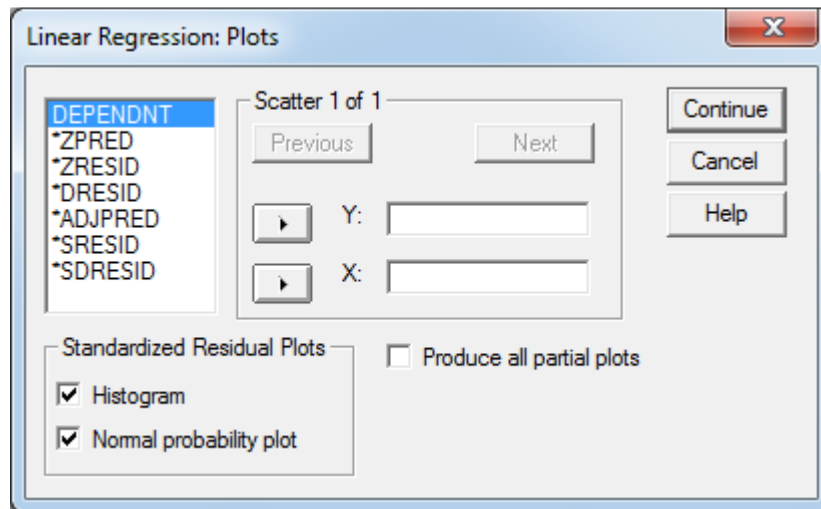 Linear Regression: Plots
DEPENDNT
*ZPRED
*ZRESID
*DRESID
*ADJPRED
*SRESID
*SDRESID
Scatter 1 of 1
Previous
Next
Y:
X:
Continue
Cancel
Help
Standardized Residual Plots
Histogram
Normal probability plot
Produce all partial plots